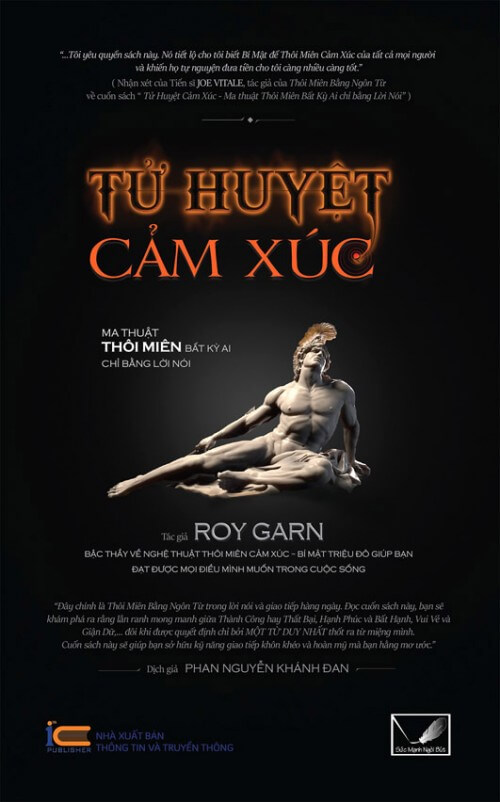 “...Tôi yêu quyển sách này. Nó tiết lộ cho tôi biết Bí Mật để Thôi Miên Cảm Xúc của tất cả mọi người
và khiến họ tự nguyện đưa tiền cho tôi càng nhiều càng tốt.”
( Nhận xét của Tiến sĩ JOE VITALE, tác giả của Thôi Miên Bằng Ngôn Từ
về cuốn sách “ Tử Huyệt Cảm Xúc - Ma thuật Thôi Miên Bất Kỳ Ai chỉ bằng Lời Nói” )
TỬ HUYỆT
CẢM XÚC
MA THUẬT
THÔI MIÊN BẤT KỲ AI
CHỈ BẰNG LỜI NÓI
Tác giả ROY GARN
BẬC THẦY VỀ NGHỆ THUẬT THÔI MIÊN CẢM XÚC – BÍ MẬT TRIỆU ĐÔ GIÚP BẠN
ĐẠT ĐƯỢC MỌI ĐIỀU MÌNH MUỐN TRONG CUỘC SỐNG
“Đây chính là Thôi Miên Bằng Ngôn Từ trong lời nói và giao tiếp hàng ngày. Đọc cuốn sách này, bạn sẽ
khám phá ra rằng lằn ranh mong manh giữa Thành Công hay Thất Bại, Hạnh Phúc và Bất Hạnh, Vui Vẻ và
Giận Dữ,... đôi khi được quyết định chỉ bởi MỘT TỪ DUY NHẤT thốt ra từ miệng mình.
Cuốn sách này sẽ giúp bạn sở hữu kỹ năng giao tiếp khôn khéo và hoàn mỹ mà bạn hằng mơ ước.”
Dịch giả PHAN NGUYỄN KHÁNH ĐAN
ic
PUBLISHER
NHÀ XUẤT BẢN
THÔNG TIN VÀ TRUYỀN THÔNG
Sức Mạnh Ngòi Bút